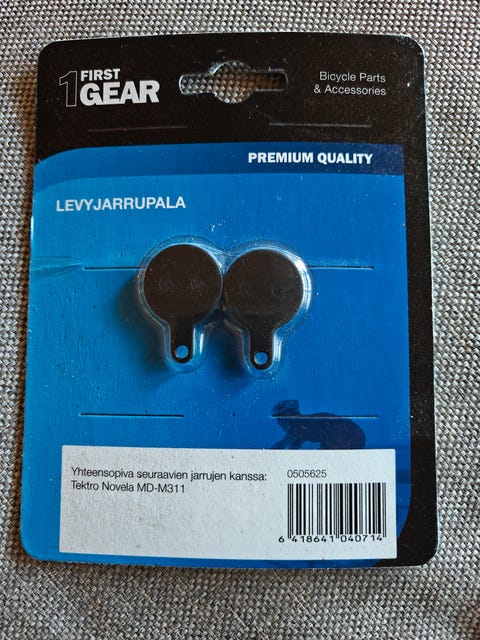 1 FIRST
GEAR
Bicycle Parts
& Accessories
PREMIUM QUALITY
LEVYJARRUPALA
Yhteensopiva seuraavien jarrujen kanssa:
Tektro Novela MD-M311
0505625
6 418641 040714